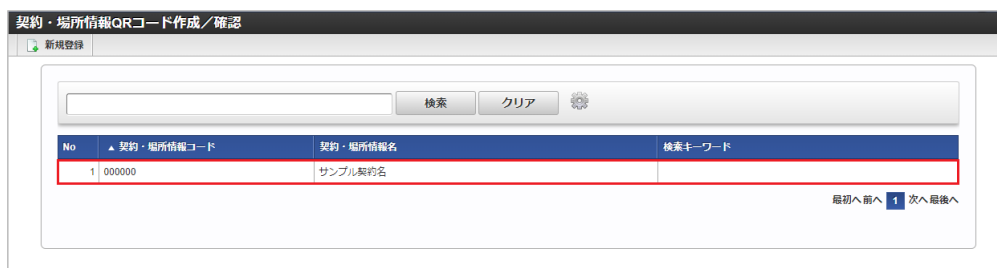 契約・場所情報QRコード作成／確認
新規登録
検索 クリア
No ▲ 契約・場所情報コード 契約・場所情報名 検索キーワード
1 000000 サンプル契約名
最初へ 前へ 1 次へ 最後へ